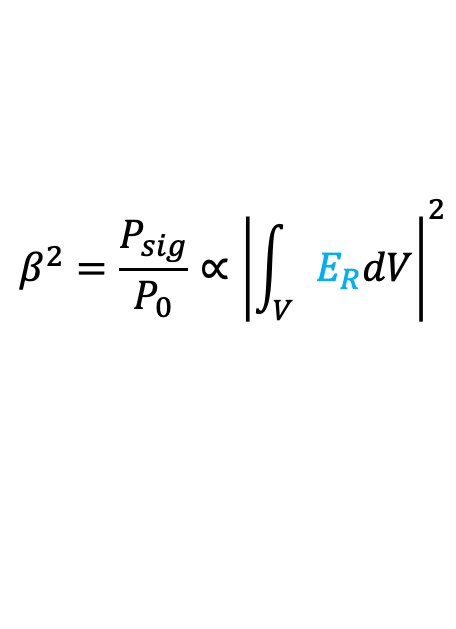 β² = P_sig / P_0 ∝ |∫_V E_R dV|²